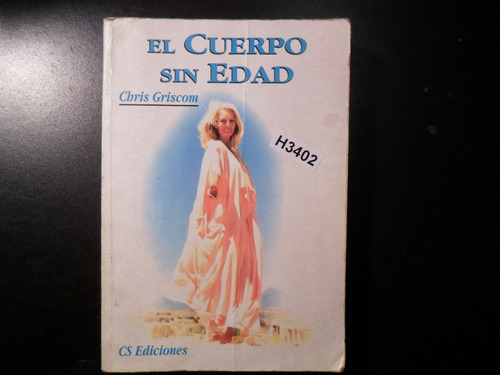 EL CUERPO
SIN EDAD
Chris Griscom
H3402
CS Ediciones